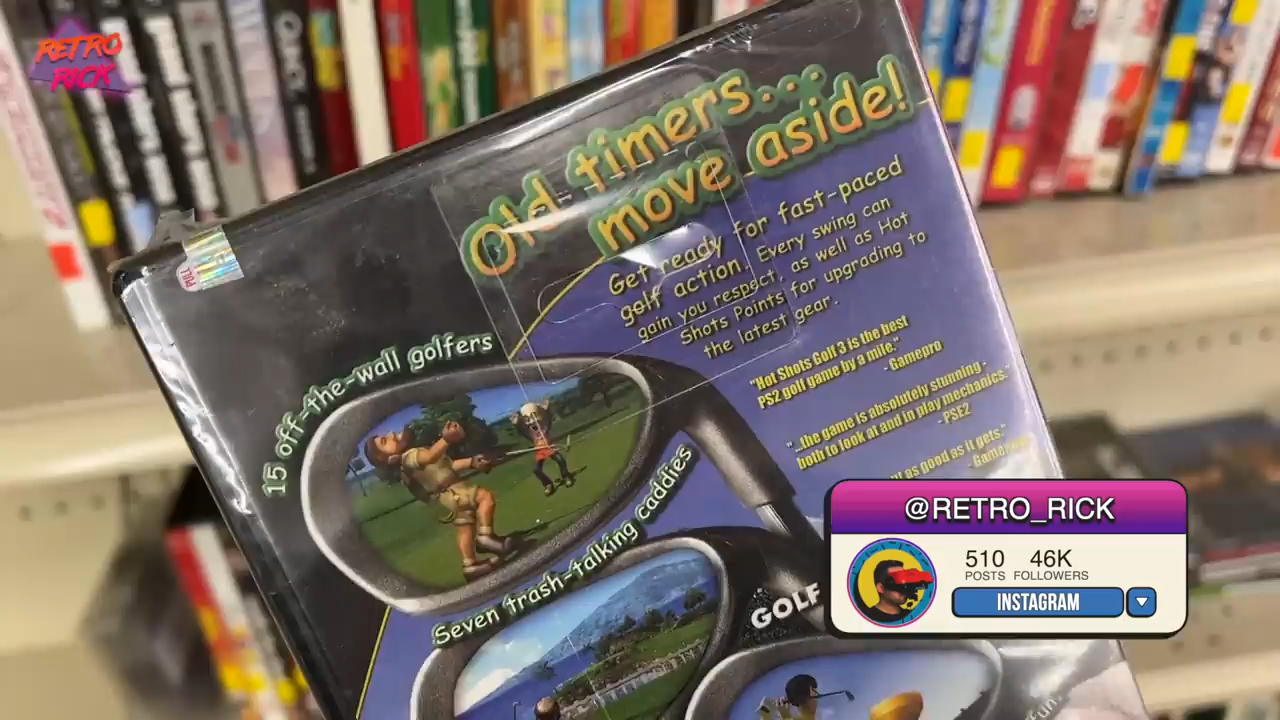 RETRO
RICK
Old timers...
move aside!
Get ready for fast-paced
golf action. Every swing can
gain you respect, as well as Hot
Shots Points for upgrading to
the latest gear.
"Hot Shots Golf 3 is the best
PS2 golf game by a mile."
- Gamepro
"...the game is absolutely stunning -
both to look at and in play mechanics."
- PSE2
as good as it gets."
PULL
15 off-the-wall golfers
Seven trash-talking caddies
GOLF
fun.
@RETRO_RICK
510 46K
POSTS FOLLOWERS
INSTAGRAM